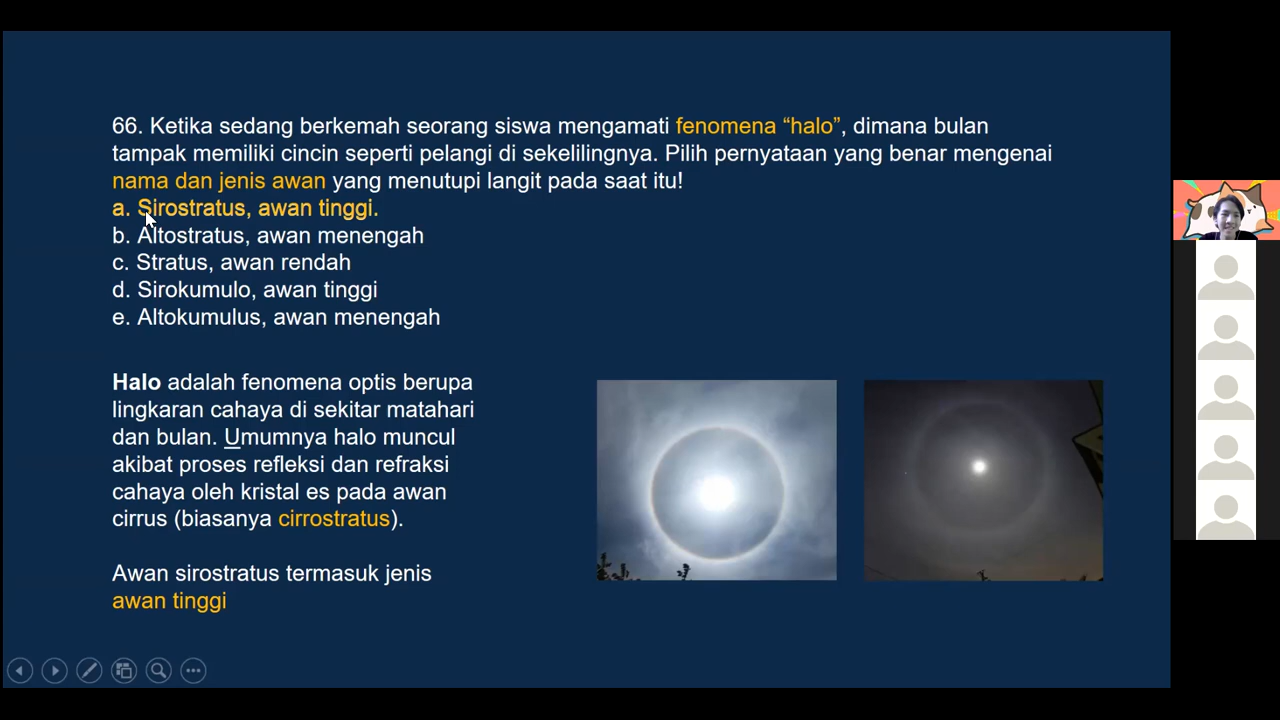 66. Ketika sedang berkemah seorang siswa mengamati fenomena “halo”, dimana bulan
tampak memiliki cincin seperti pelangi di sekelilingnya. Pilih pernyataan yang benar mengenai
nama dan jenis awan yang menutupi langit pada saat itu!
a. Sirostratus, awan tinggi.
b. Altostratus, awan menengah
c. Stratus, awan rendah
d. Sirokumulo, awan tinggi
e. Altokumulus, awan menengah
Halo adalah fenomena optis berupa
lingkaran cahaya di sekitar matahari
dan bulan. Umumnya halo muncul
akibat proses refleksi dan refraksi
cahaya oleh kristal es pada awan
cirrus (biasanya cirrostratus).
Awan sirostratus termasuk jenis
awan tinggi